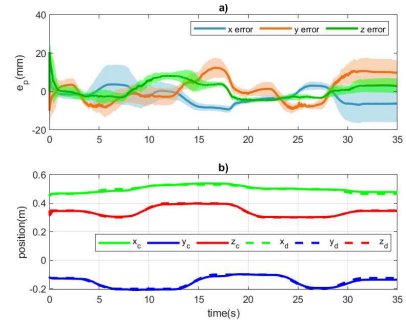 a)
x error y error z error
40
20
0
-20
e_p(mm)
0 5 10 15 20 25 30 35
b)
0.6
0.4
0.2
0
-0.2
position(m)
x_c y_c z_c x_d y_d z_d
0 5 10 15 20 25 30 35
time(s)